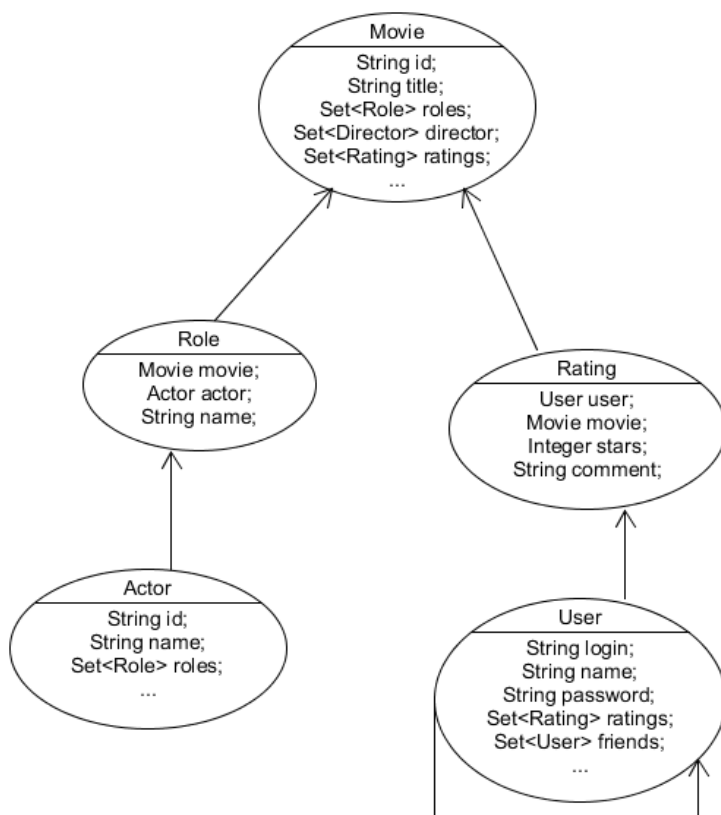 Movie
String id;
String title;
Set<Role> roles;
Set<Director> director;
Set<Rating> ratings;
...
Role
Movie movie;
Actor actor;
String name;
Rating
User user;
Movie movie;
Integer stars;
String comment;
Actor
String id;
String name;
Set<Role> roles;
...
User
String login;
String name;
String password;
Set<Rating> ratings;
Set<User> friends;
...